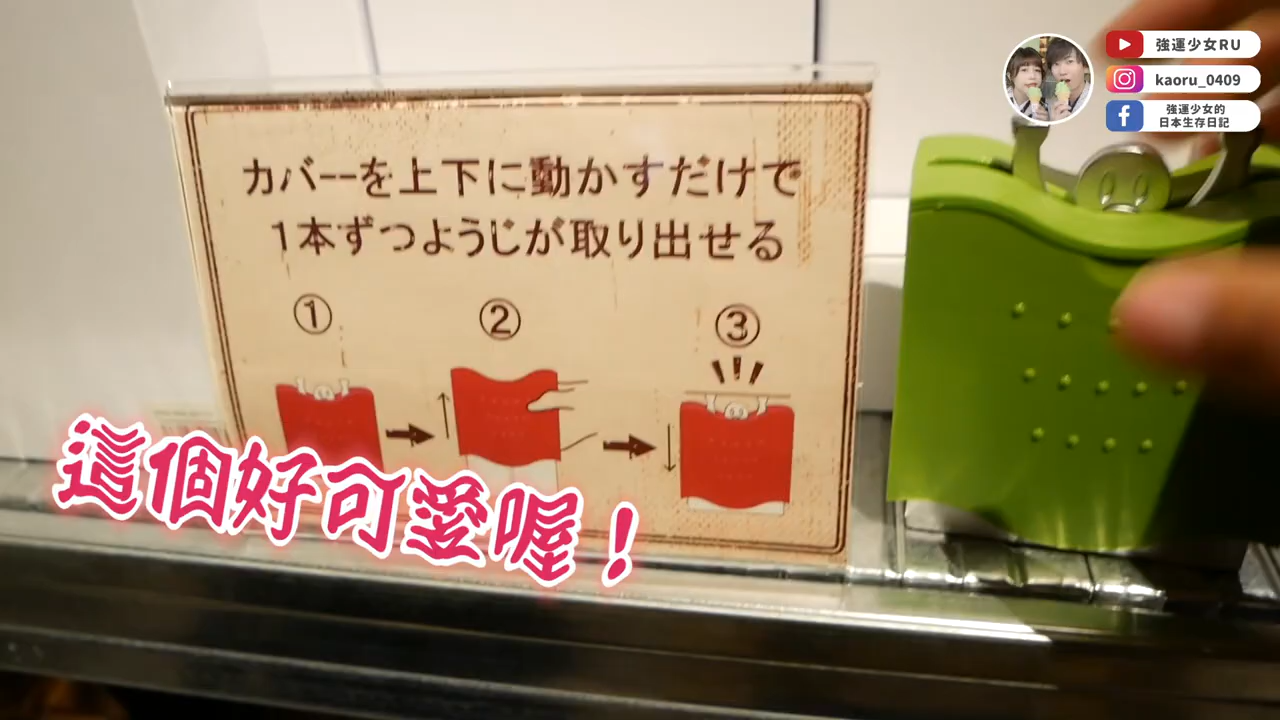 強運少女RU
kaoru_0409
強運少女的
日本生存日記
カバーを上下に動かすだけで
1本ずつようじが取り出せる
① ② ③
這個好可愛喔！